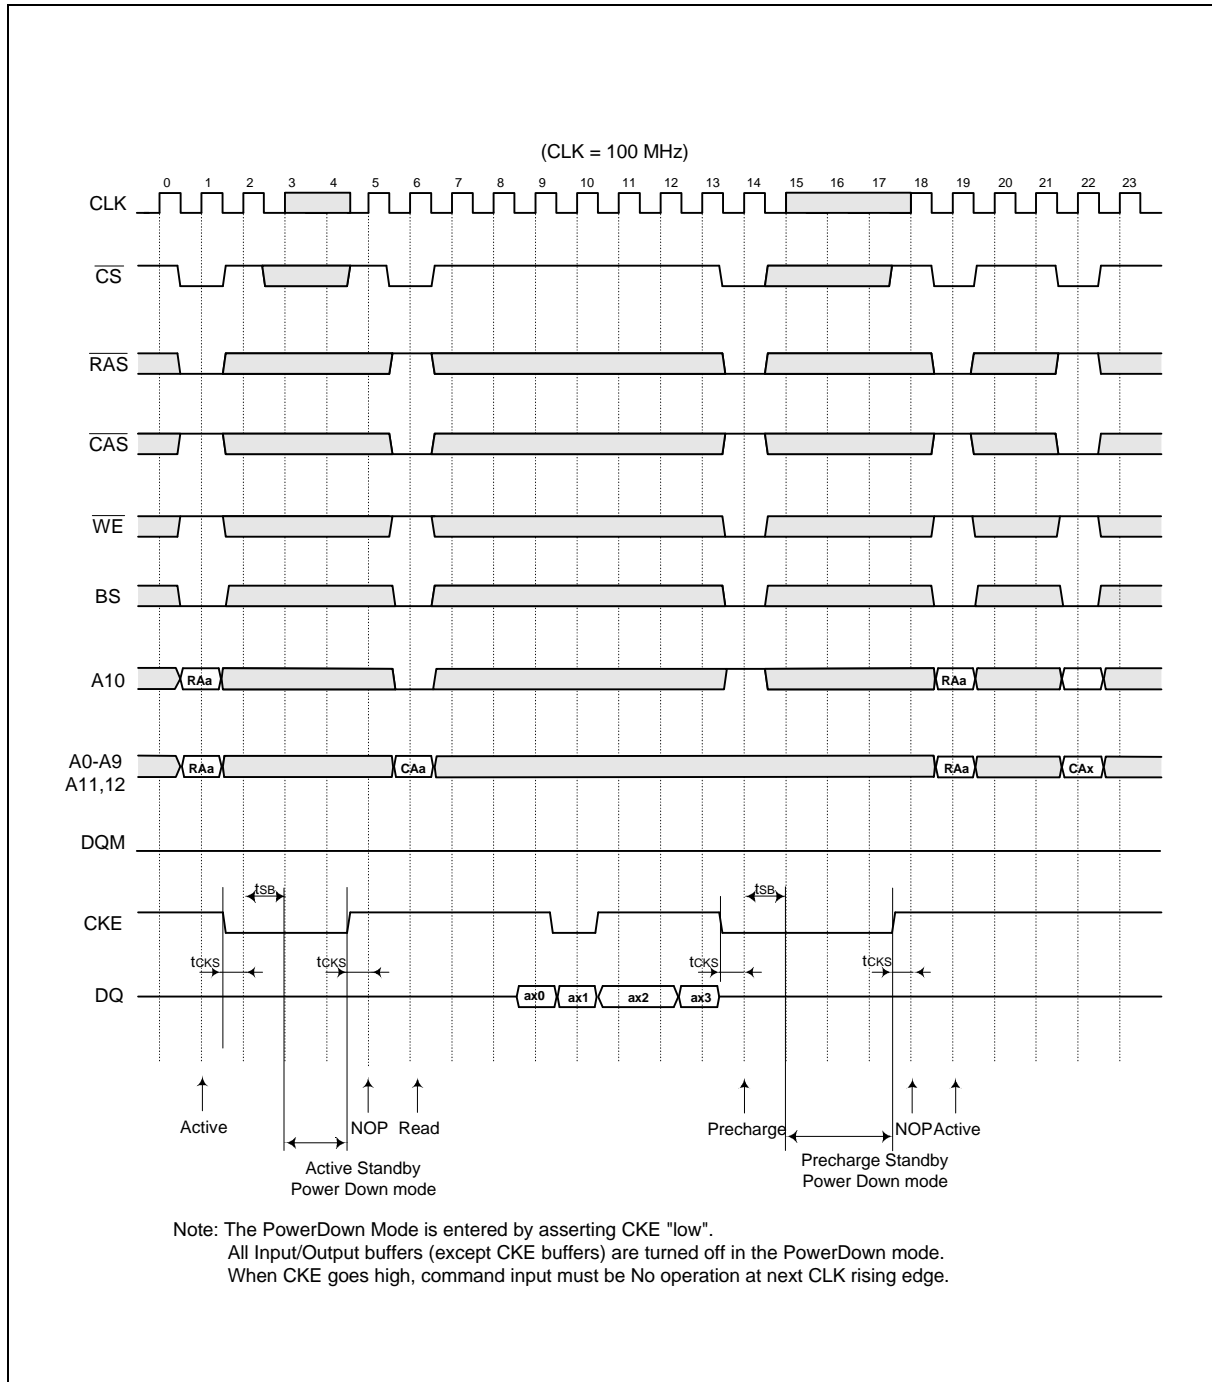 (CLK = 100 MHz)
0 1 2 3 4 5 6 7 8 9 10 11 12 13 14 15 16 17 18 19 20 21 22 23
CLK
CS
RAS
CAS
WE
BS
A10 RAa RAa
A0-A9
A11,12
RAa CAa RAa CAx
DQM
tSB tSB
CKE
tCKS tCKS tCKS tCKS
DQ ax0 ax1 ax2 ax3
Active NOP Read Precharge NOP Active
Active Standby
Power Down mode
Precharge Standby
Power Down mode
Note: The PowerDown Mode is entered by asserting CKE "low".
All Input/Output buffers (except CKE buffers) are turned off in the PowerDown mode.
When CKE goes high, command input must be No operation at next CLK rising edge.